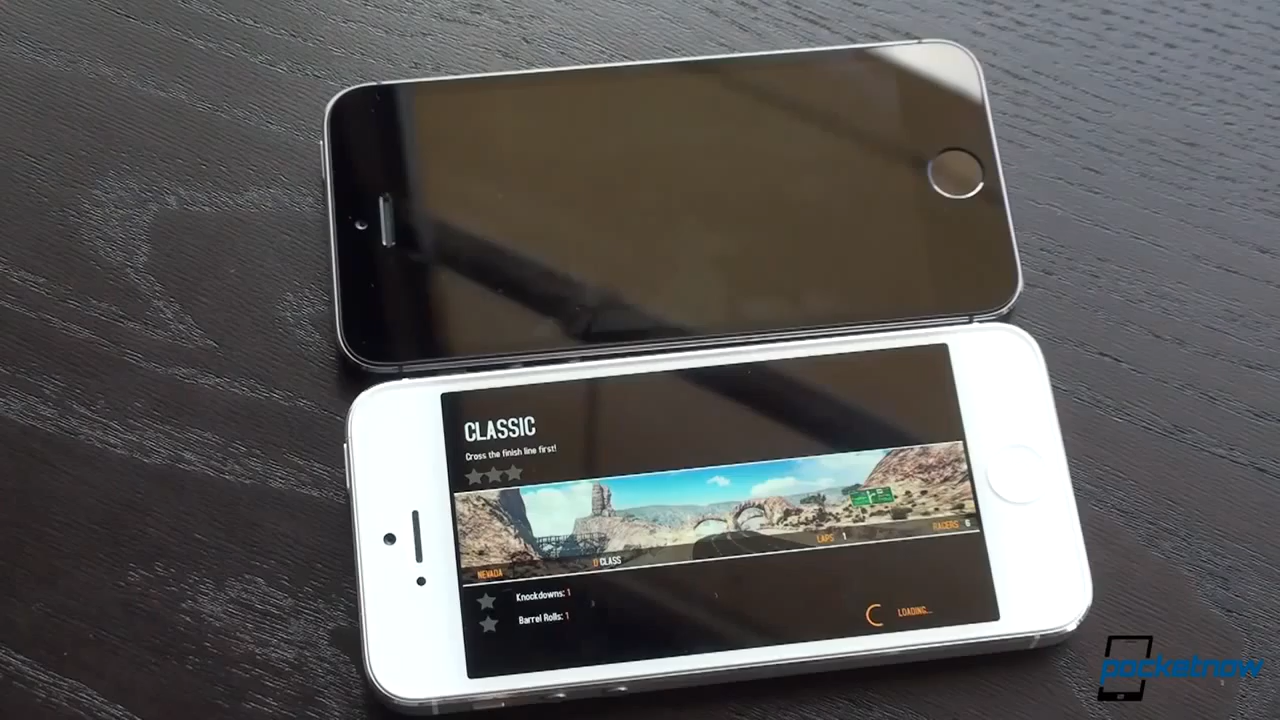 CLASSIC
Cross the finish line first!
RACERS 6
LAPS 1
NEVADA
D CLASS
Knockdowns: 1
Barrel Rolls: 1
LOADING...
pocketnow